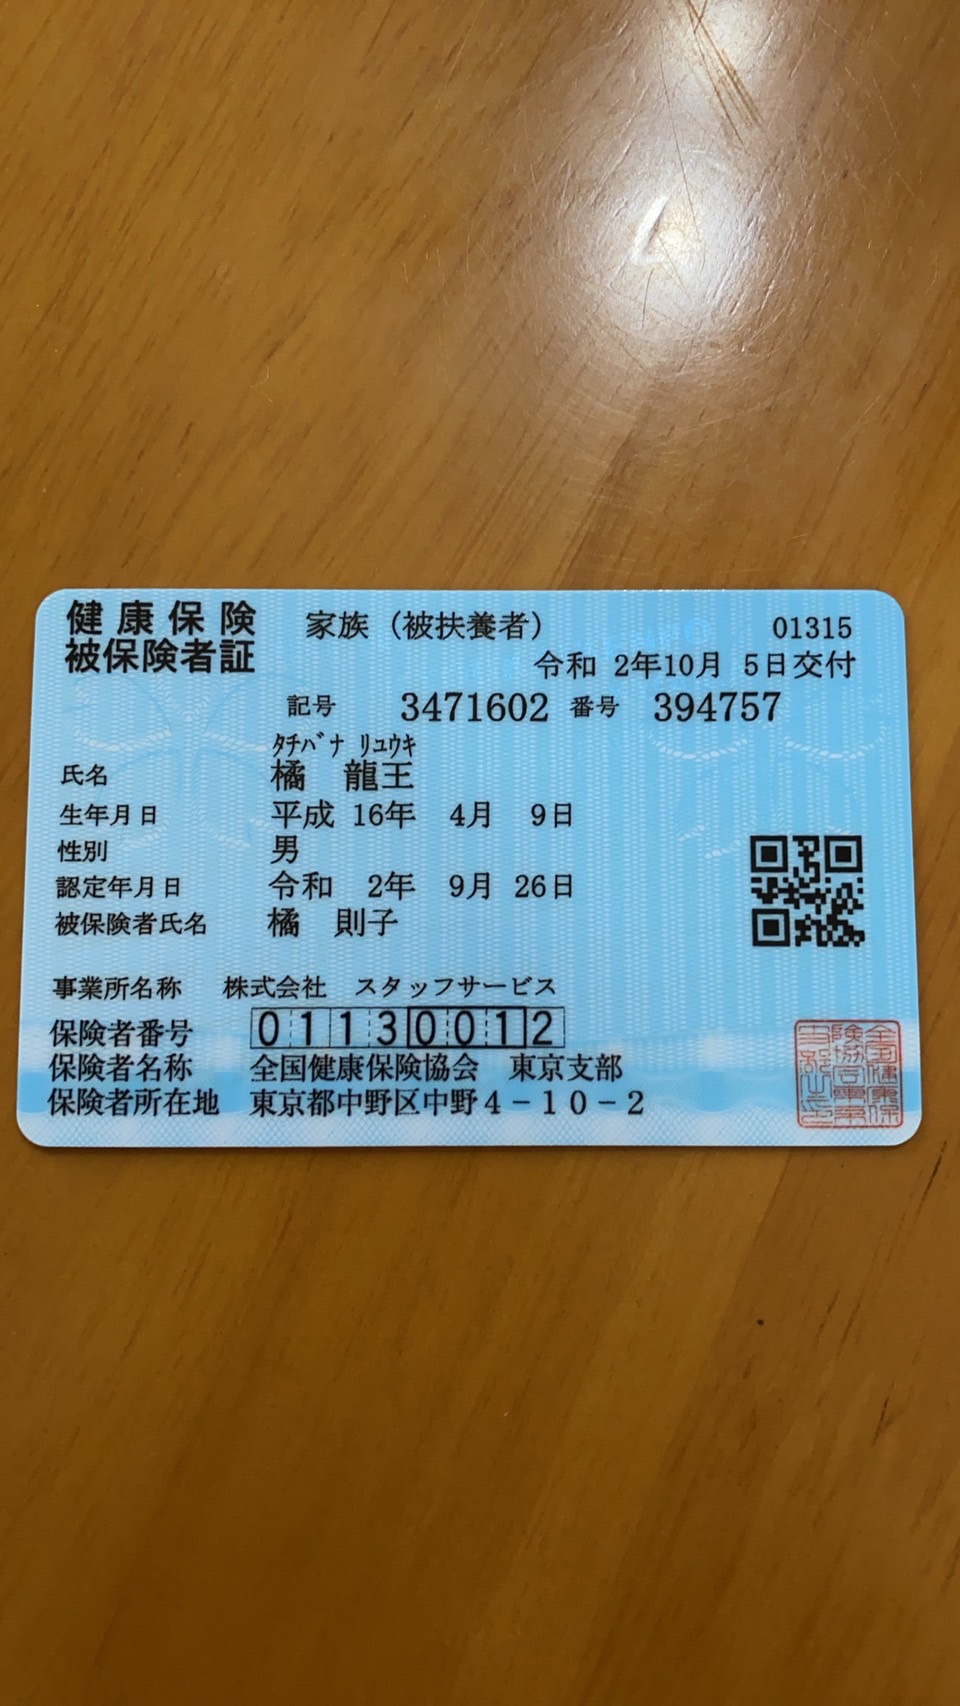 健康保険 家族（被扶養者） 01315
被保険者証 令和 2年10月 5日交付
記号 3471602 番号 394757
ﾀﾁﾊﾞﾅ ﾘﾕｳｷ
氏名 橘 龍王
生年月日 平成 16年 4月 9日
性別 男
認定年月日 令和 2年 9月 26日
被保険者氏名 橘 則子
事業所名称 株式会社 スタッフサービス
保険者番号 01130012
保険者名称 全国健康保険協会 東京支部
保険者所在地 東京都中野区中野４－１０－２